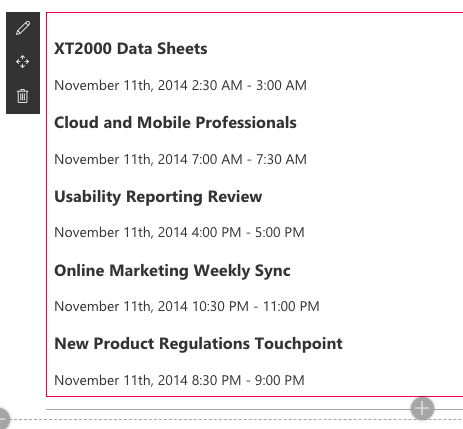 XT2000 Data Sheets
November 11th, 2014 2:30 AM - 3:00 AM
Cloud and Mobile Professionals
November 11th, 2014 7:00 AM - 7:30 AM
Usability Reporting Review
November 11th, 2014 4:00 PM - 5:00 PM
Online Marketing Weekly Sync
November 11th, 2014 10:30 PM - 11:00 PM
New Product Regulations Touchpoint
November 11th, 2014 8:30 PM - 9:00 PM